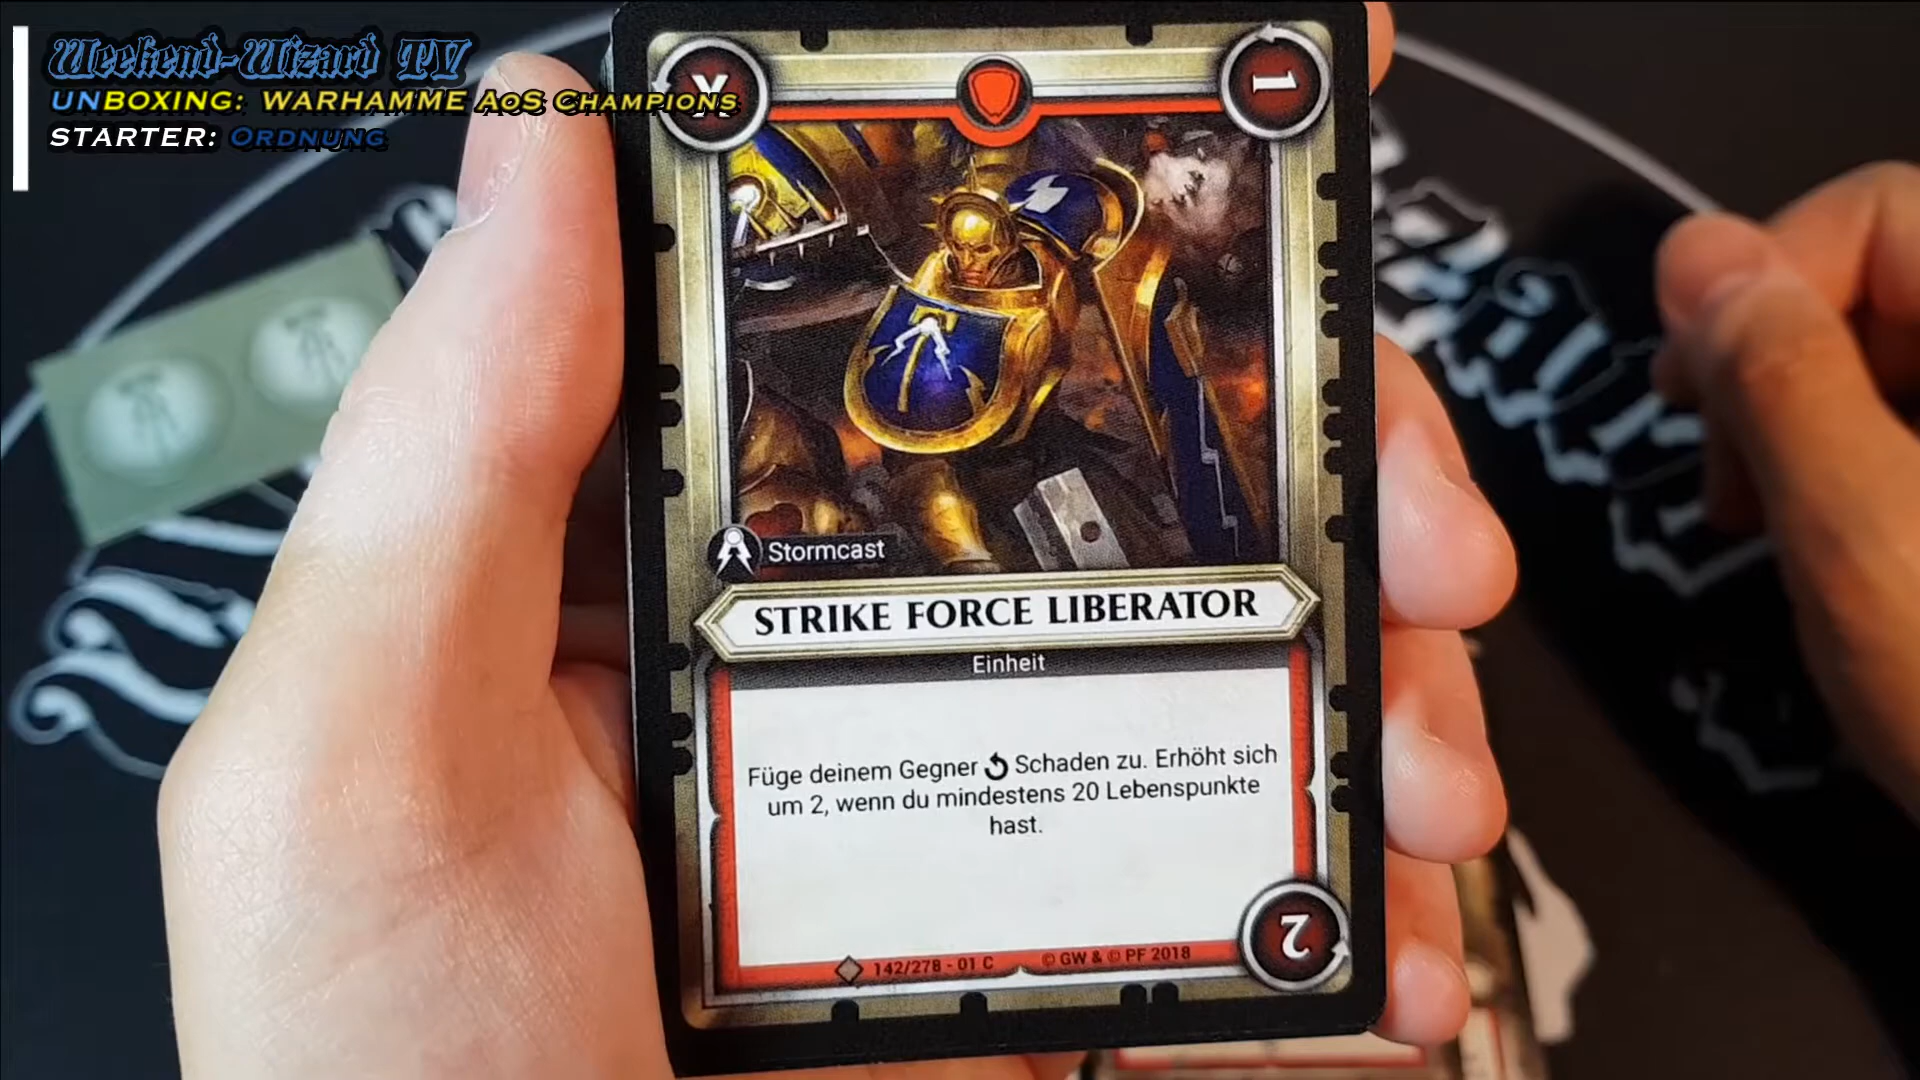 Weekend-Wizard TV
UNBOXING: WARHAMME AoS CHAMPIONS
STARTER: ORDNUNG
X
1
Stormcast
STRIKE FORCE LIBERATOR
Einheit
Füge deinem Gegner Schaden zu. Erhöht sich
um 2, wenn du mindestens 20 Lebenspunkte
hast.
2
142/278 - 01 C
© GW & © PF 2018